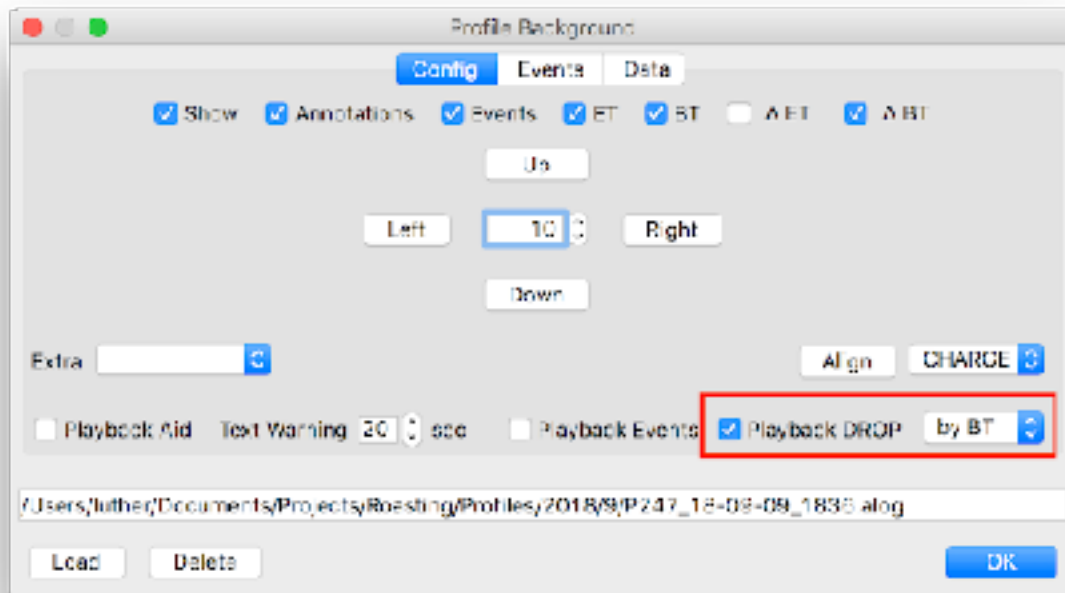 Profile Background
Config Events Data
Show Annotations Events ET BT Δ ET Δ BT
Up
Left 10 Right
Down
Extra Align CHARGE
Playback Aid Text Warning 20 sec Playback Events Playback DROP by BT
/Users/luther/Documents/Projects/Roasting/Profiles/2018/9/P247_18-09-09_1836.alog
Load Delete OK